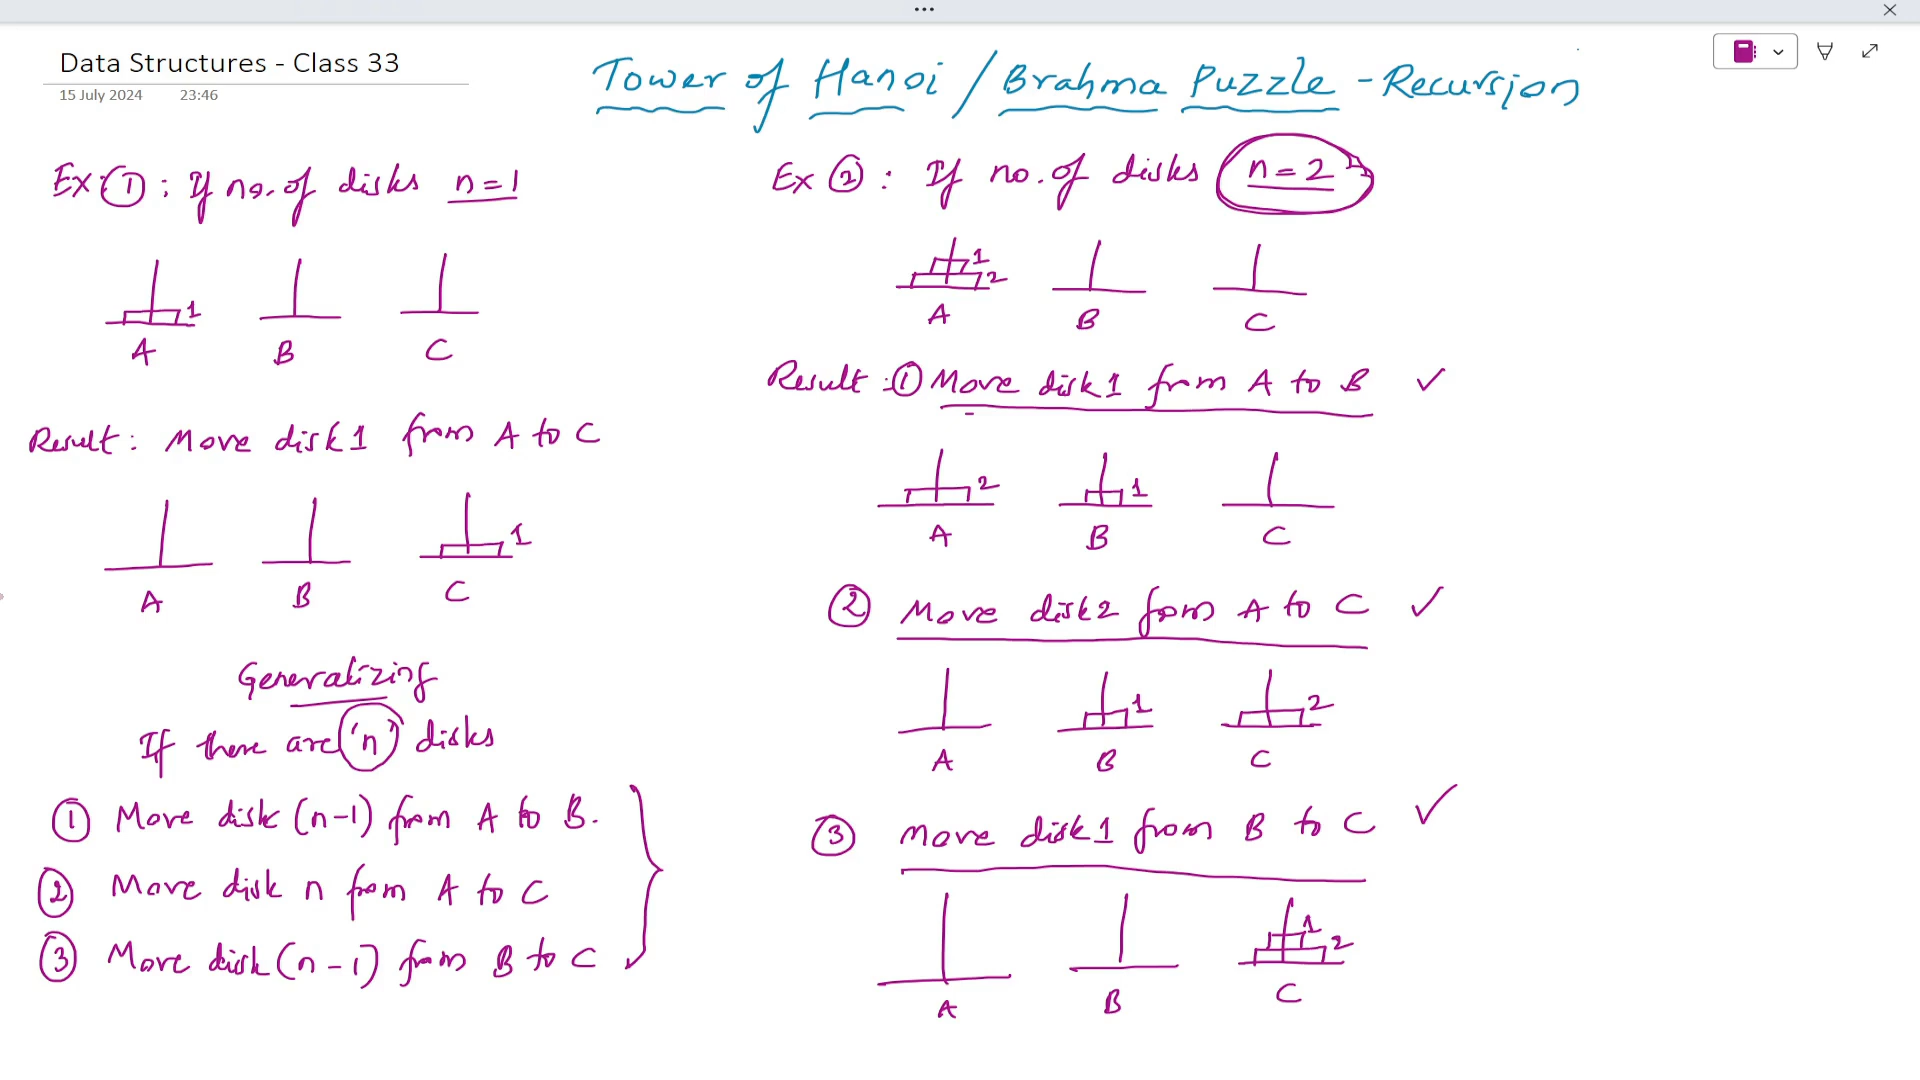 Data Structures - Class 33
15 July 2024 23:46
Tower of Hanoi / Brahma Puzzle - Recursion
Ex ① : If no. of disks n=1
1
A B C
Result : Move disk 1 from A to C
1
A B C
Generalizing
If there are 'n' disks
① Move disk (n-1) from A to B.
② Move disk n from A to C
③ Move disk (n-1) from B to C
Ex ② : If no. of disks n=2
1
2
A B C
Result : ① Move disk 1 from A to B ✓
2 1
A B C
② Move disk 2 from A to C ✓
1 2
A B C
③ Move disk 1 from B to C ✓
1
2
A B C